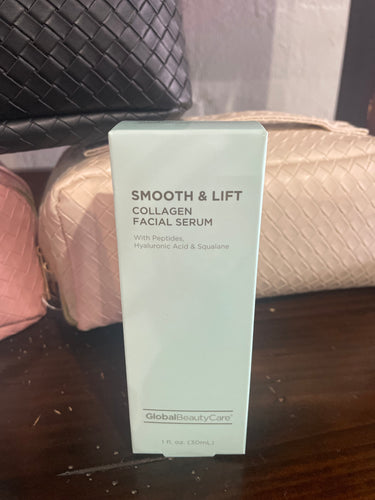 SMOOTH & LIFT
COLLAGEN
FACIAL SERUM
With Peptides,
Hyaluronic Acid & Squalane
GlobalBeautyCare®
1 fl. oz. (30mL)